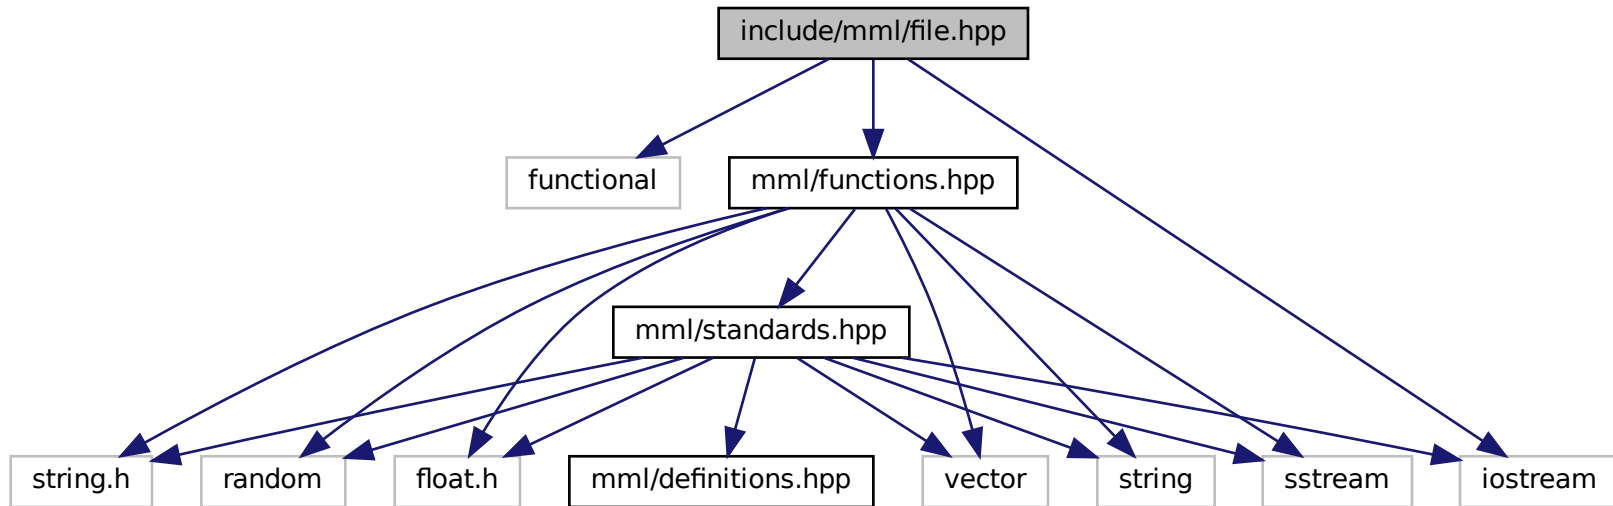 include/mml/file.hpp
functional
mml/functions.hpp
mml/standards.hpp
string.h
random
float.h
mml/definitions.hpp
vector
string
sstream
iostream